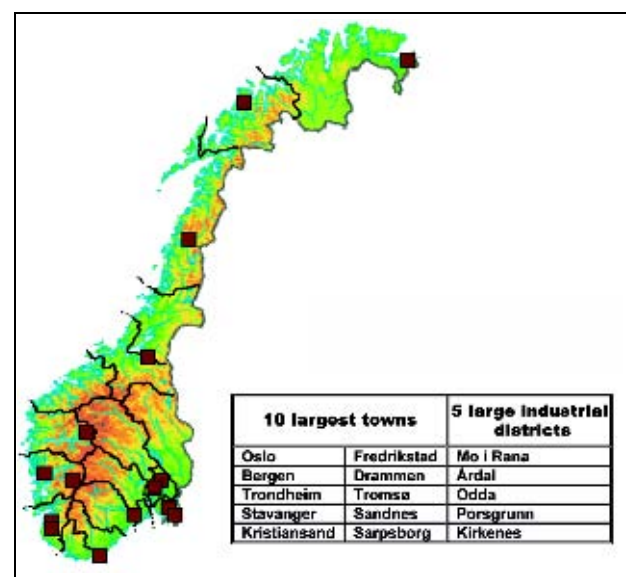 10 largest towns 5 large industrial
districts
Oslo Fredrikstad Mo i Rana
Bergen Drammen Årdal
Trondheim Tromsø Odda
Stavanger Sandnes Porsgrunn
Kristiansand Sarpsborg Kirkenes